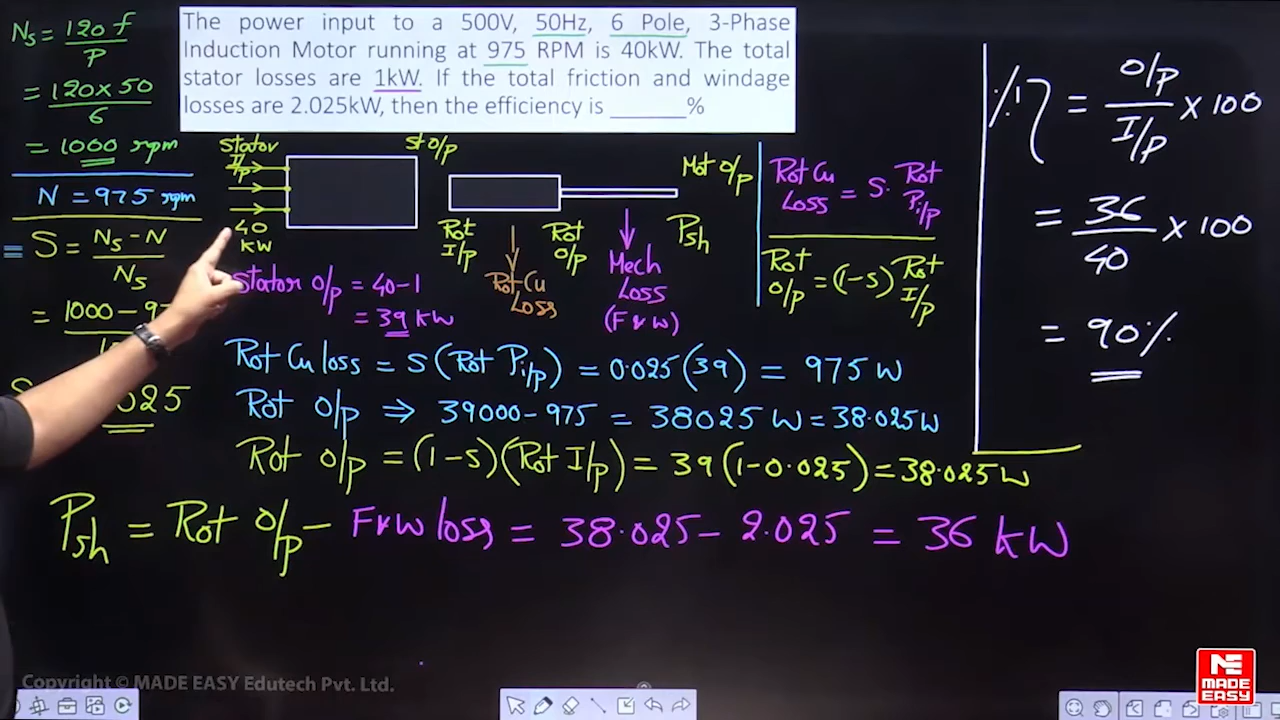 The power input to a 500V, 50Hz, 6 Pole, 3-Phase
Induction Motor running at 975 RPM is 40kW. The total
stator losses are 1kW. If the total friction and windage
losses are 2.025kW, then the efficiency is _______%
Ns = 120 f / P
= 120 x 50 / 6
= 1000 rpm
N = 975 rpm
≡ S = Ns - N / Ns
= 1000 - 9
025
Stator
I/p
40
kW
St o/p
Rot
I/p
Rot Cu
Loss
Rot
o/p
Mech
Loss
(F & W)
Mot o/p
Psh
Stator o/p = 40-1
= 39 kW
Rot Cu Loss = S. Rot Pi/p
Rot o/p = (1-s) Rot I/p
Rot Cu loss = S (Rot Pi/p) = 0.025 (39) = 975 W
Rot o/p ⇒ 39000 - 975 = 38025 W = 38.025 W
Rot o/p = (1-s) (Rot I/p) = 39 (1-0.025) = 38.025 W
Psh = Rot o/p - F & W loss = 38.025 - 2.025 = 36 kW
% η = O/p / I/p x 100
= 36 / 40 x 100
= 90 %
Copyright © MADE EASY Edutech Pvt. Ltd.
MADE
EASY